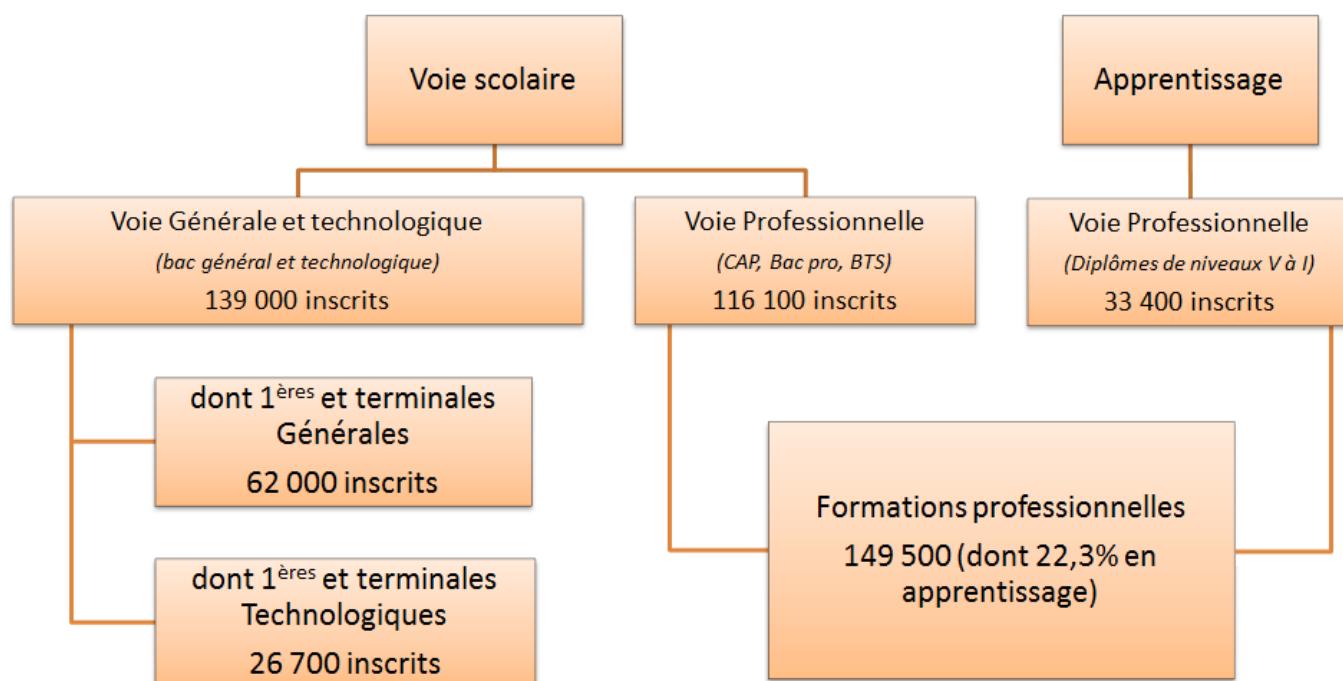 Voie scolaire
Apprentissage
Voie Générale et technologique
(bac général et technologique)
139 000 inscrits
Voie Professionnelle
(CAP, Bac pro, BTS)
116 100 inscrits
Voie Professionnelle
(Diplômes de niveaux V à I)
33 400 inscrits
dont 1ères et terminales
Générales
62 000 inscrits
dont 1ères et terminales
Technologiques
26 700 inscrits
Formations professionnelles
149 500 (dont 22,3% en
apprentissage)